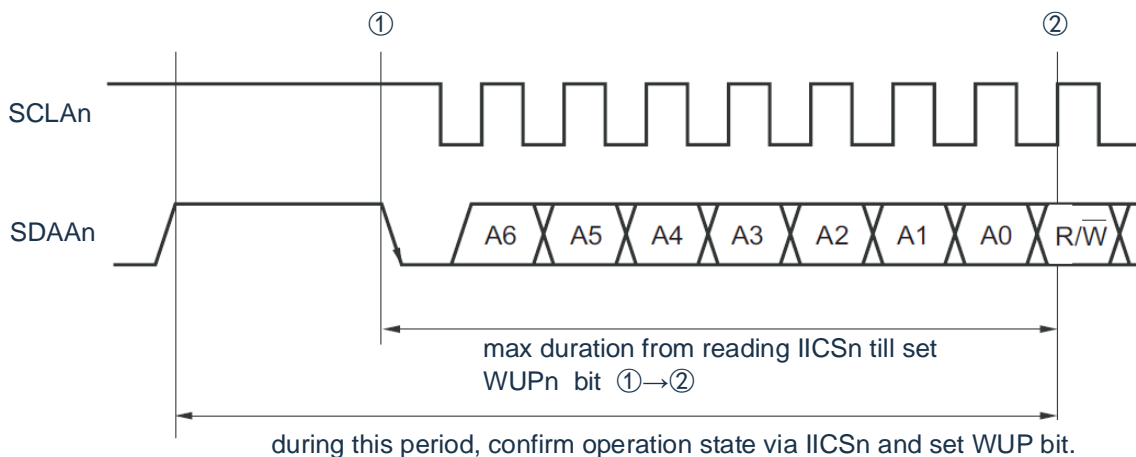 ① ②
SCLAn
SDAAn
A6 A5 A4 A3 A2 A1 A0 R/W̅
max duration from reading IICSn till set
WUPn bit ①→②
during this period, confirm operation state via IICSn and set WUP bit.